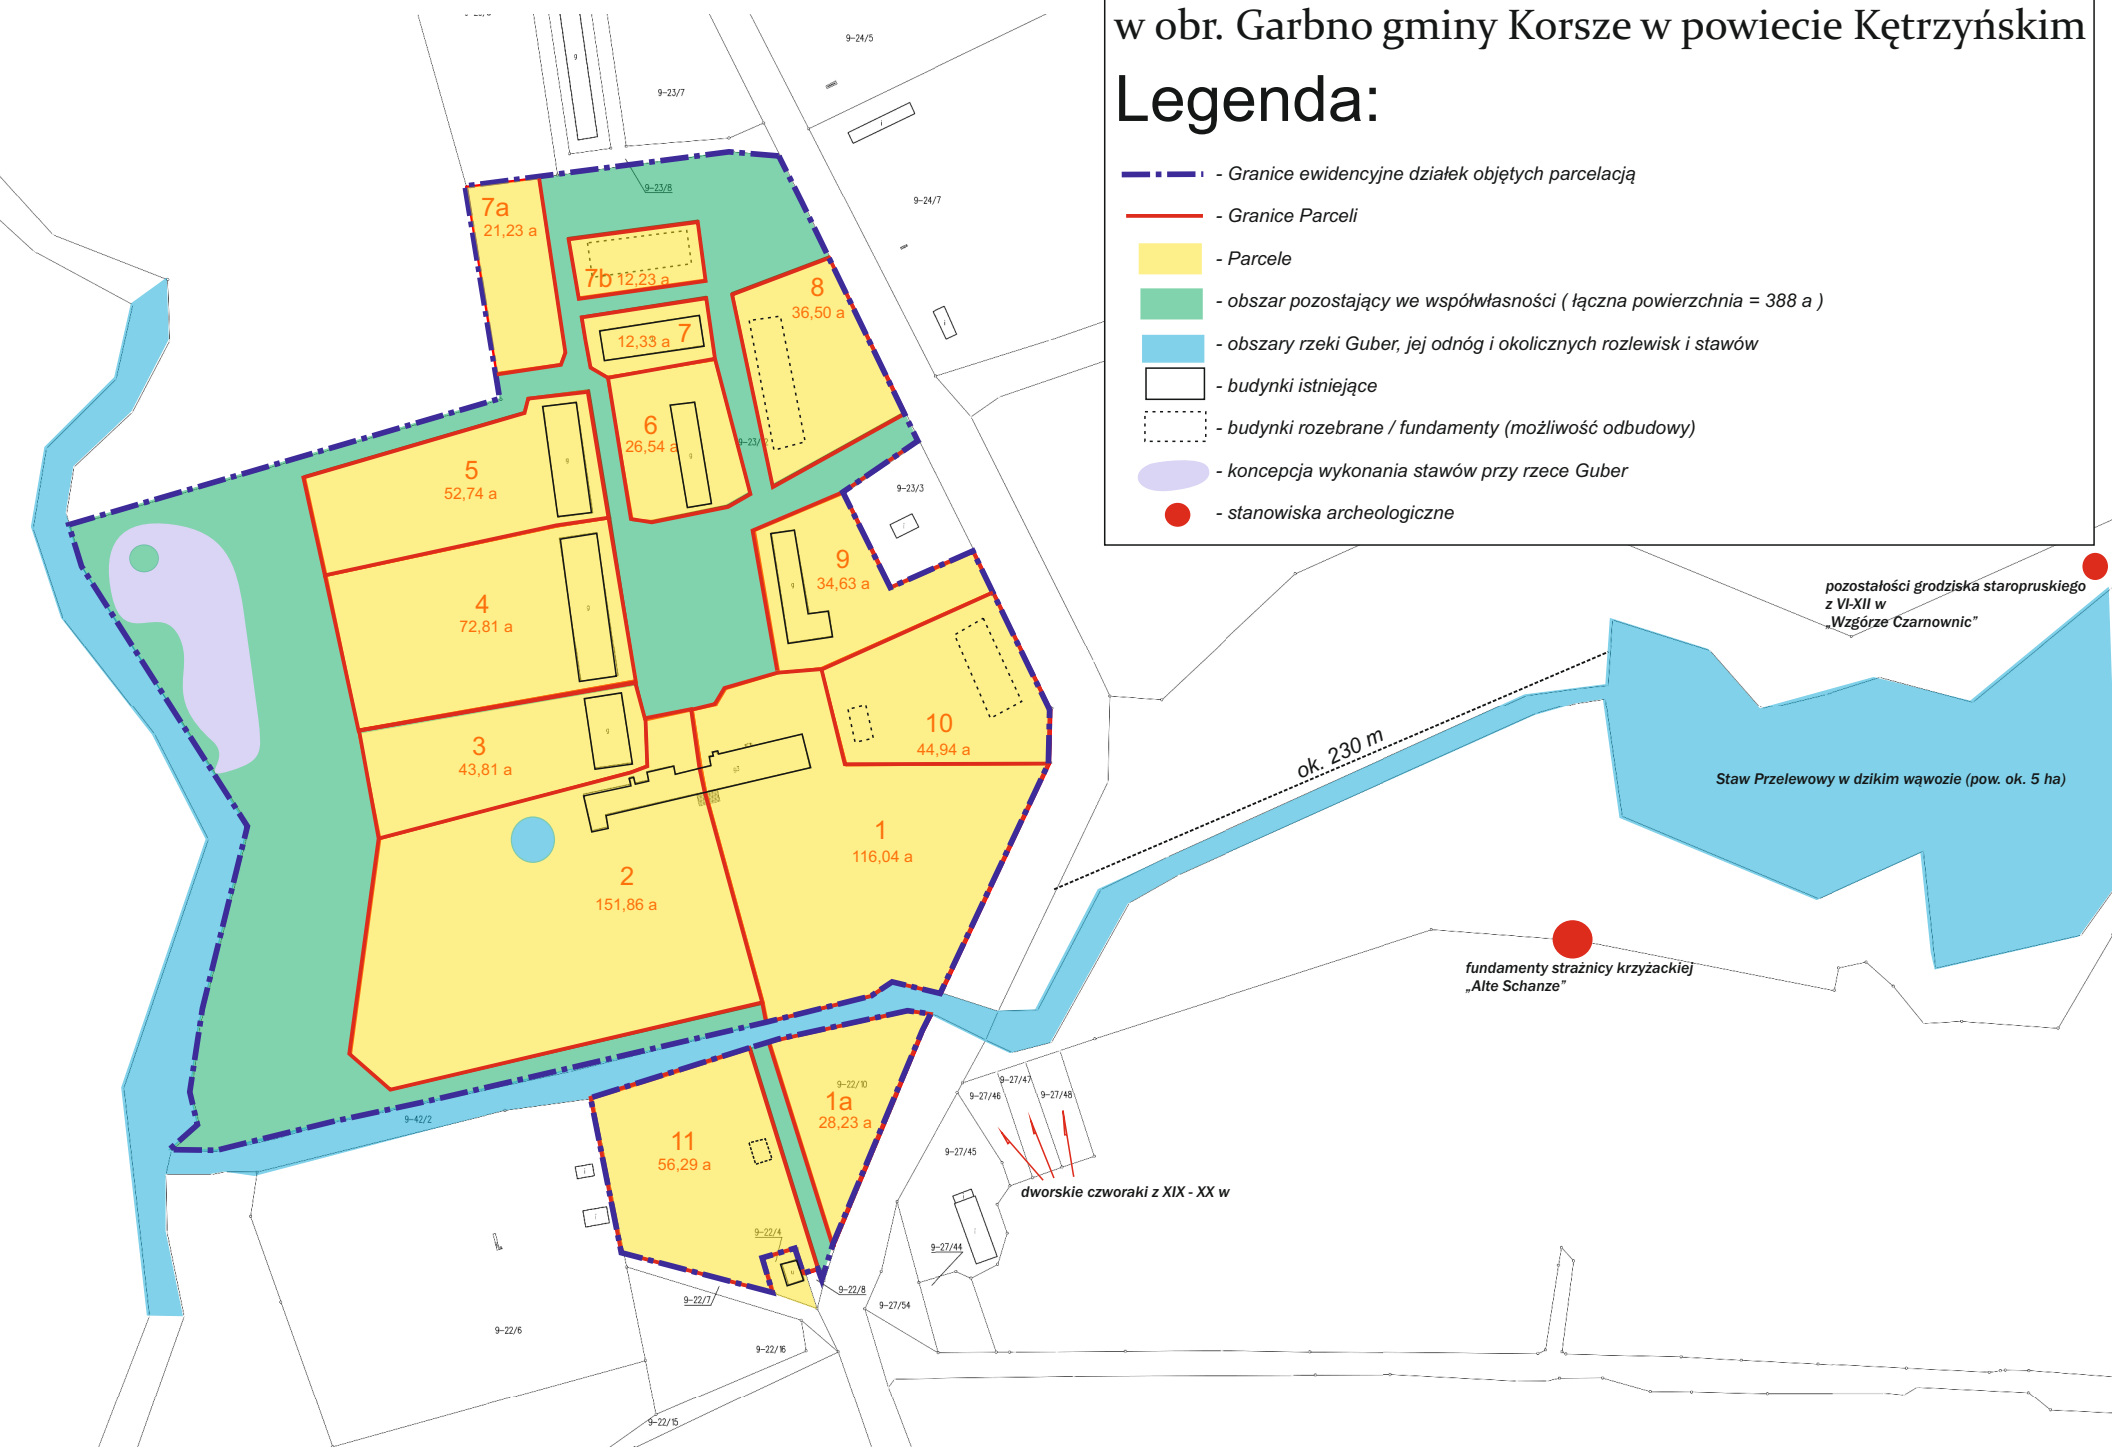 w obr. Garbno gminy Korsze w powiecie Kętrzyńskim
Legenda:
- Granice ewidencyjne działek objętych parcelacją
- Granice Parceli
- Parcele
- obszar pozostający we współwłasności ( łączna powierzchnia = 388 a )
- obszary rzeki Guber, jej odnóg i okolicznych rozlewisk i stawów
- budynki istniejące
- budynki rozebrane / fundamenty (możliwość odbudowy)
- koncepcja wykonania stawów przy rzece Guber
- stanowiska archeologiczne
9-24/5
9-23/7
9-23/8
9-24/7
7a
21,23 a
7b 12,23 a
8
36,50 a
12,33 a 7
6
26,54 a
5
52,74 a
9-23/3
9
34,63 a
4
72,81 a
10
44,94 a
3
43,81 a
1
116,04 a
2
151,86 a
pozostałości grodziska staropruskiego
z VI-XII w
„Wzgórze Czarnownic”
ok. 230 m
Staw Przelewowy w dzikim wąwozie (pow. ok. 5 ha)
fundamenty strażnicy krzyżackiej
„Alte Schanze”
9-42/2
9-22/10
1a
28,23 a
11
56,29 a
9-27/47
9-27/46
9-27/48
9-27/45
dworskie czworaki z XIX - XX w
9-22/4
9-27/44
9-22/8
9-22/7
9-27/54
9-22/6
9-22/16
9-22/15